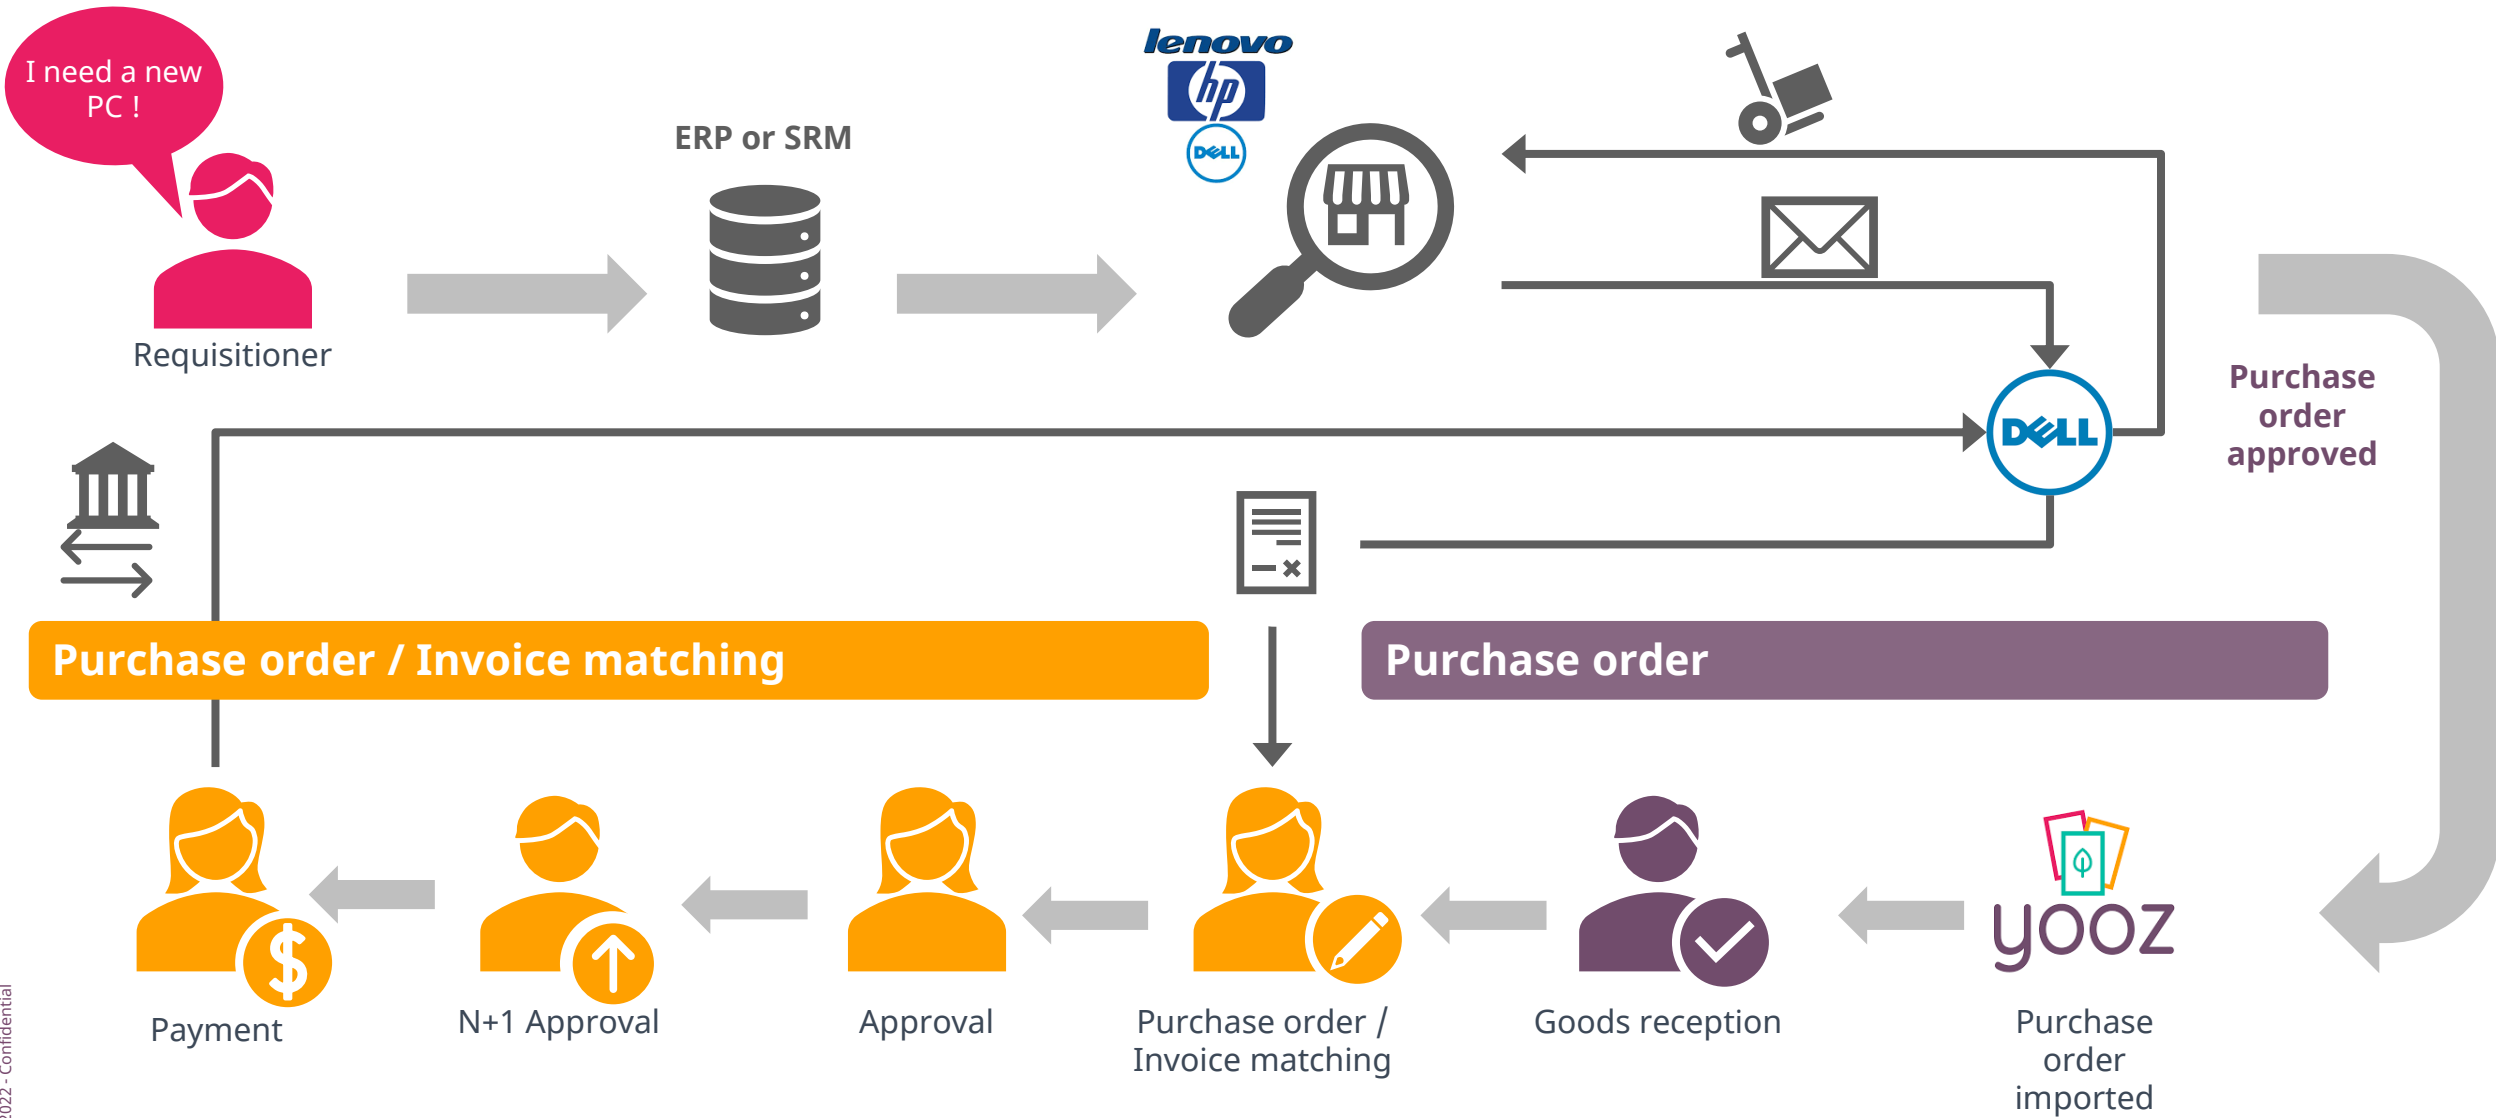 I need a new
PC !
Requisitioner
ERP or SRM
lenovo
hp
DELL
DELL
Purchase
order
approved
Purchase order / Invoice matching
Purchase order
yooz
Payment
N+1 Approval
Approval
Purchase order /
Invoice matching
Goods reception
Purchase
order
imported
2022 - Confidential